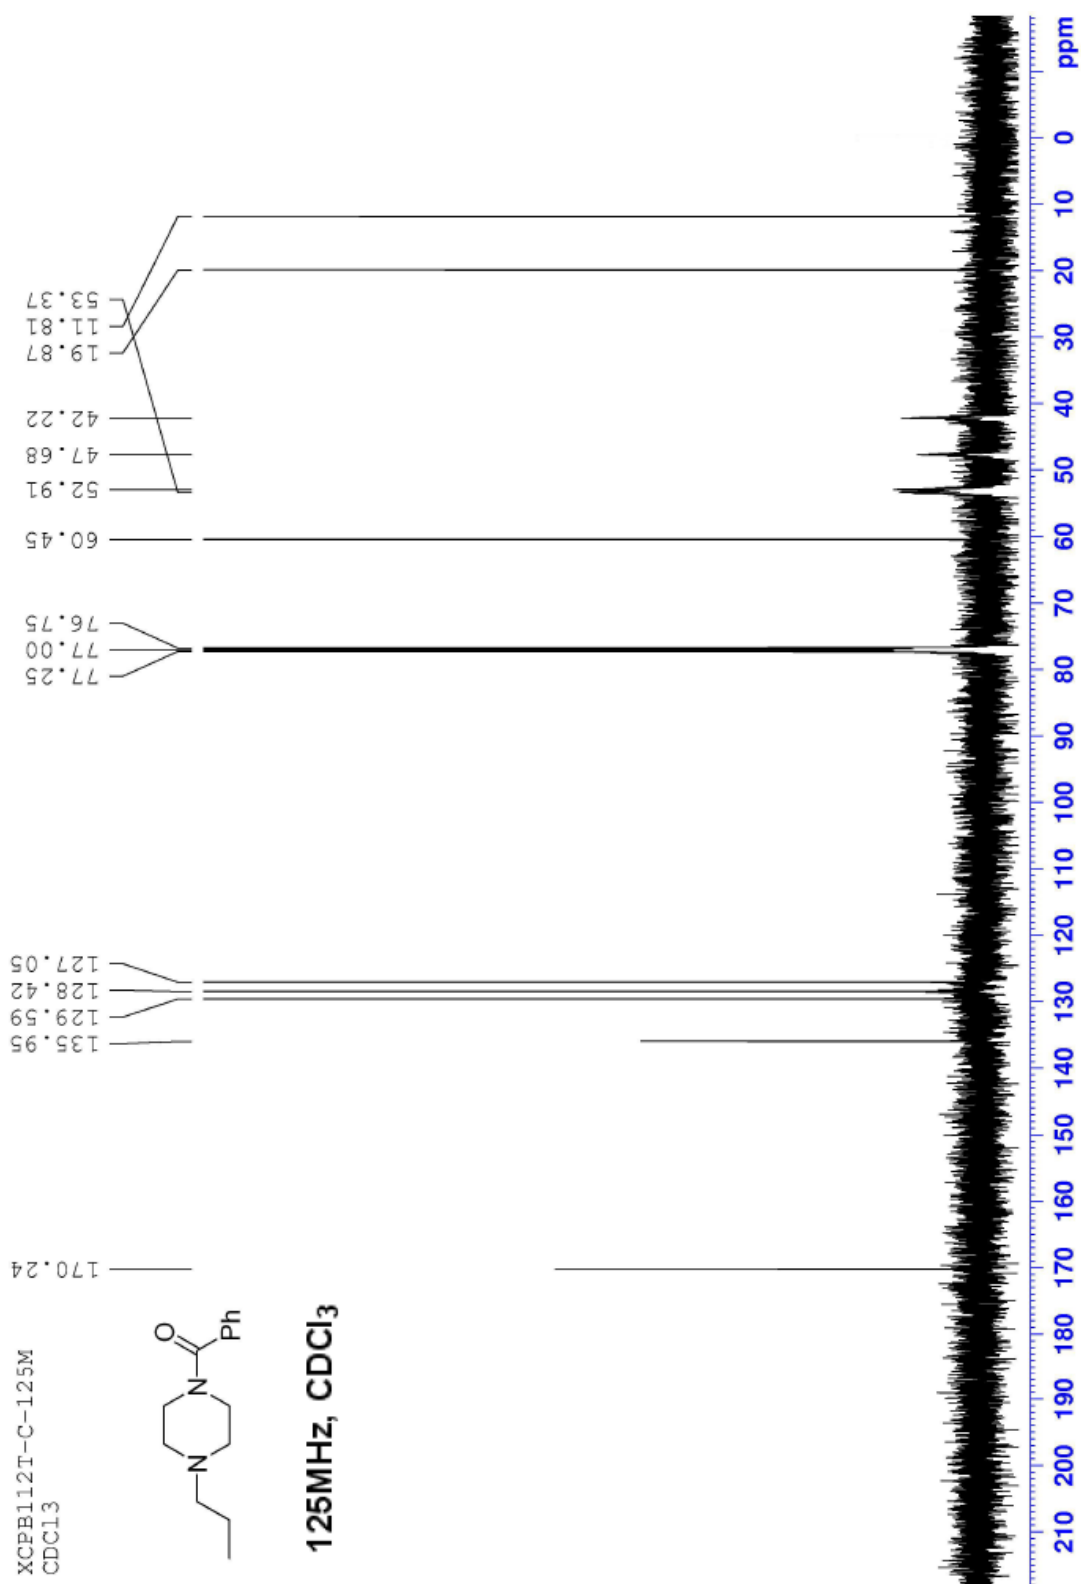 XCPB112T-C-125M
CDCl3
170.24
135.95
129.59
128.42
127.05
77.25
77.00
76.75
60.45
52.91
47.68
42.22
19.87
11.81
53.37
O
N
N
Ph
125MHz, CDCl3
210 200 190 180 170 160 150 140 130 120 110 100 90 80 70 60 50 40 30 20 10 0 ppm